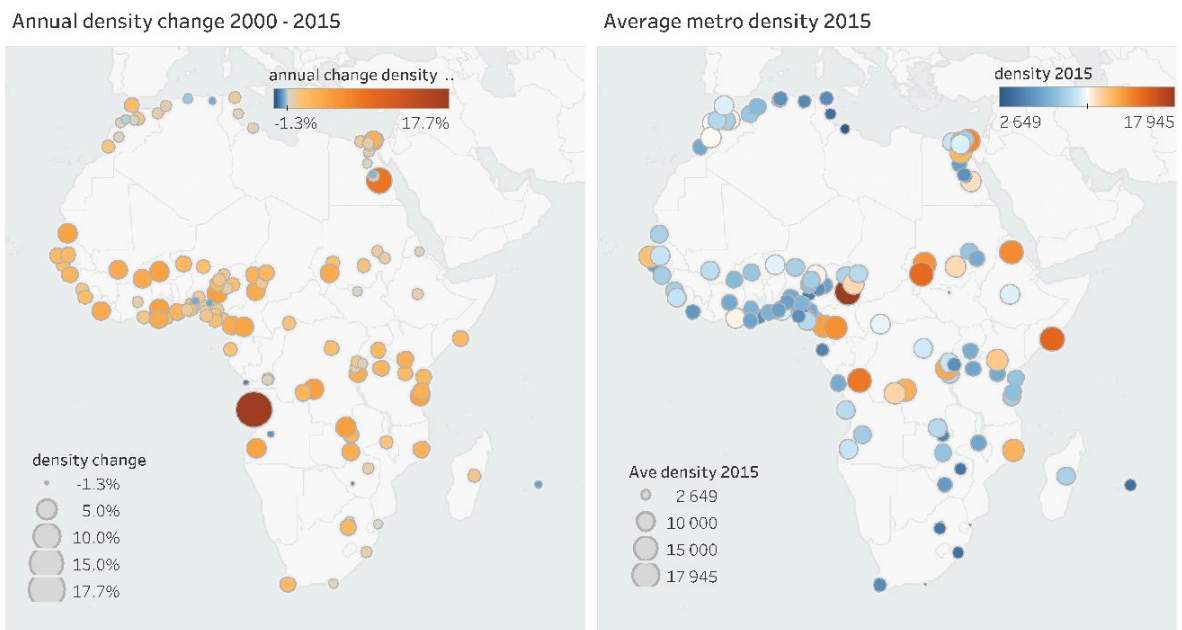 Annual density change 2000 - 2015
annual change density ..
-1.3%
17.7%
density change
-1.3%
5.0%
10.0%
15.0%
17.7%
Average metro density 2015
density 2015
2 649
17 945
Ave density 2015
2 649
10 000
15 000
17 945